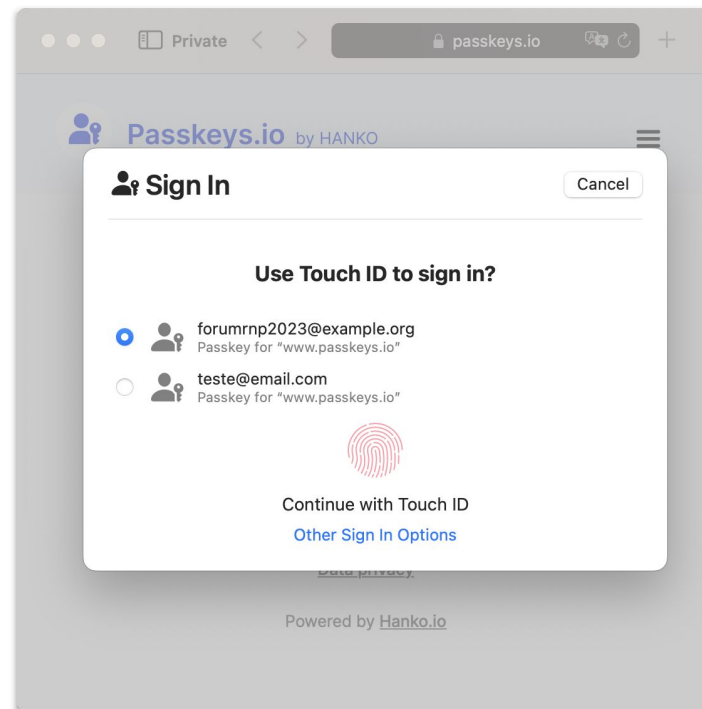 Private
passkeys.io
Passkeys.io by HANKO
Sign In
Cancel
Use Touch ID to sign in?
forumrnp2023@example.org
Passkey for “www.passkeys.io”
teste@email.com
Passkey for “www.passkeys.io”
Continue with Touch ID
Other Sign In Options
Data privacy
Powered by Hanko.io